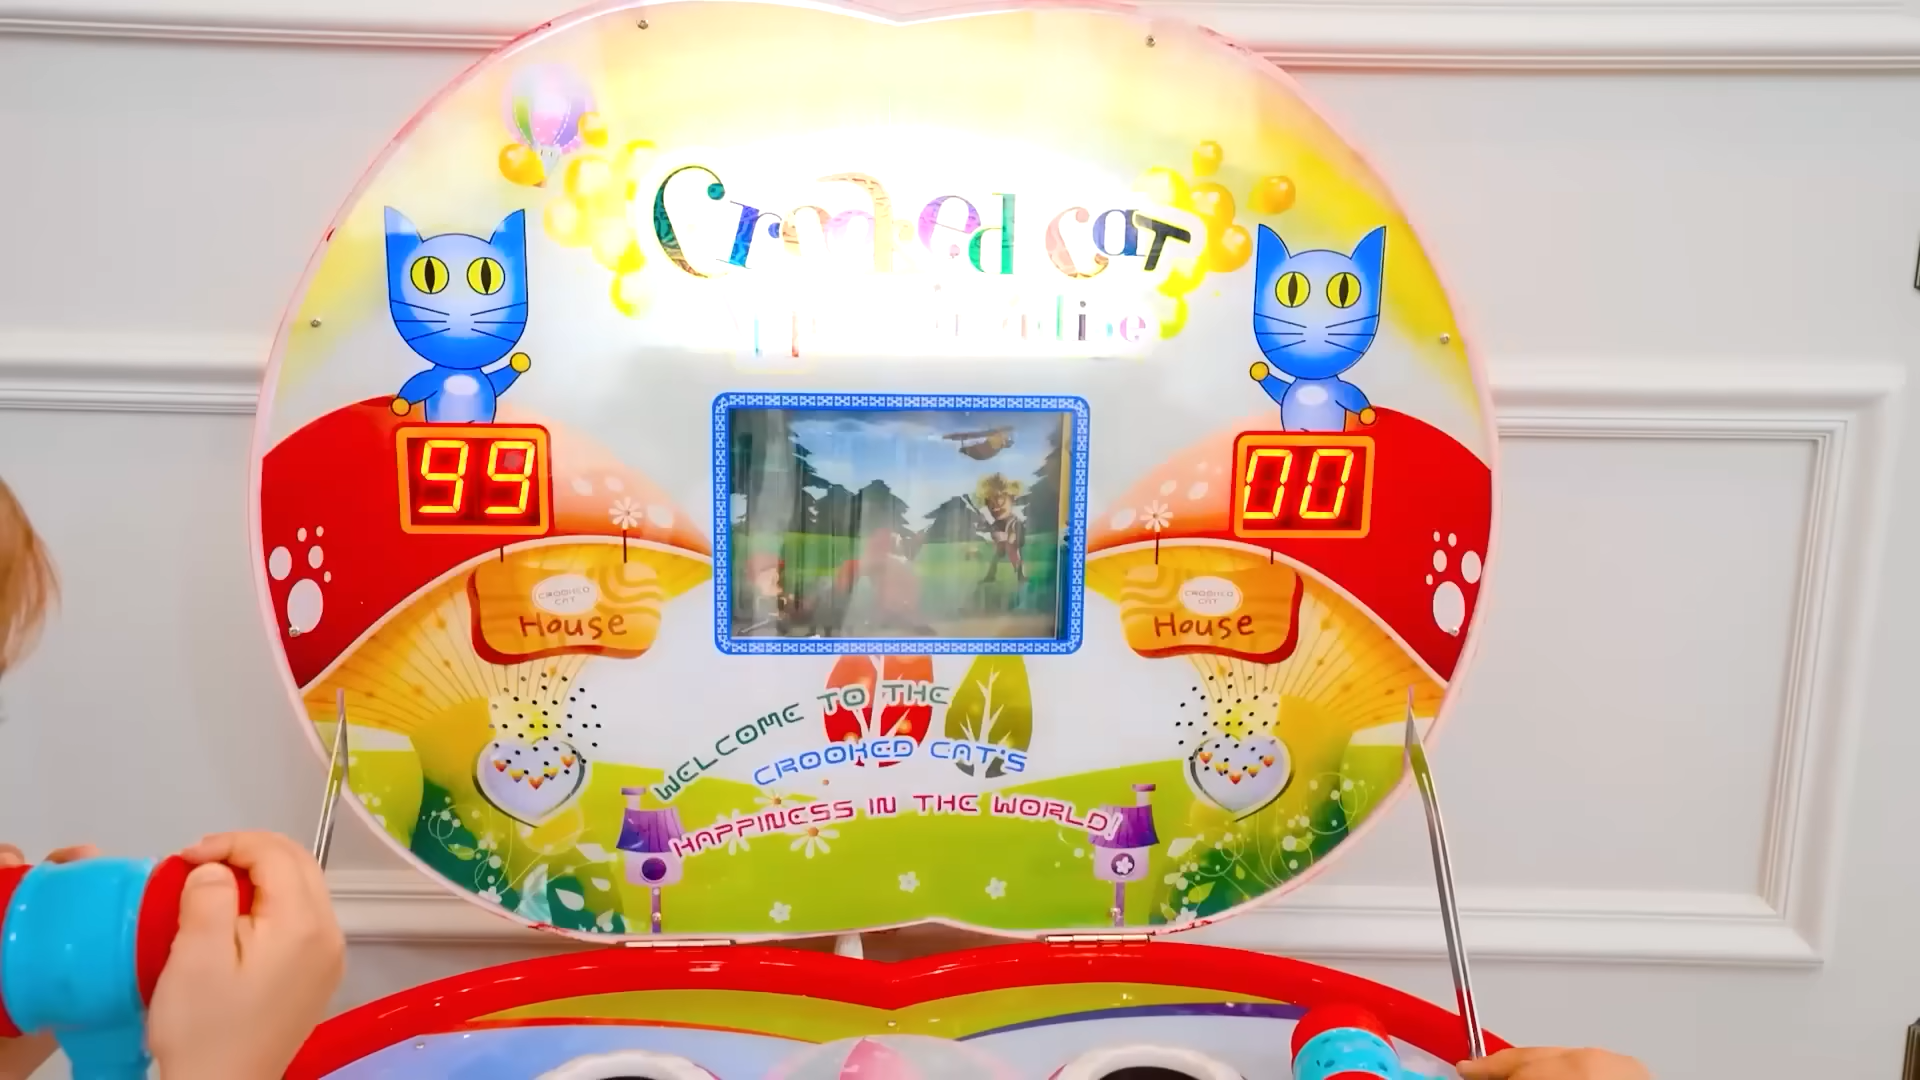 Crooked cat
99
00
CROOKED
CAT
House
CROOKED
CAT
House
WELCOME TO THE
CROOKED CAT'S
HAPPINESS IN THE WORLD!